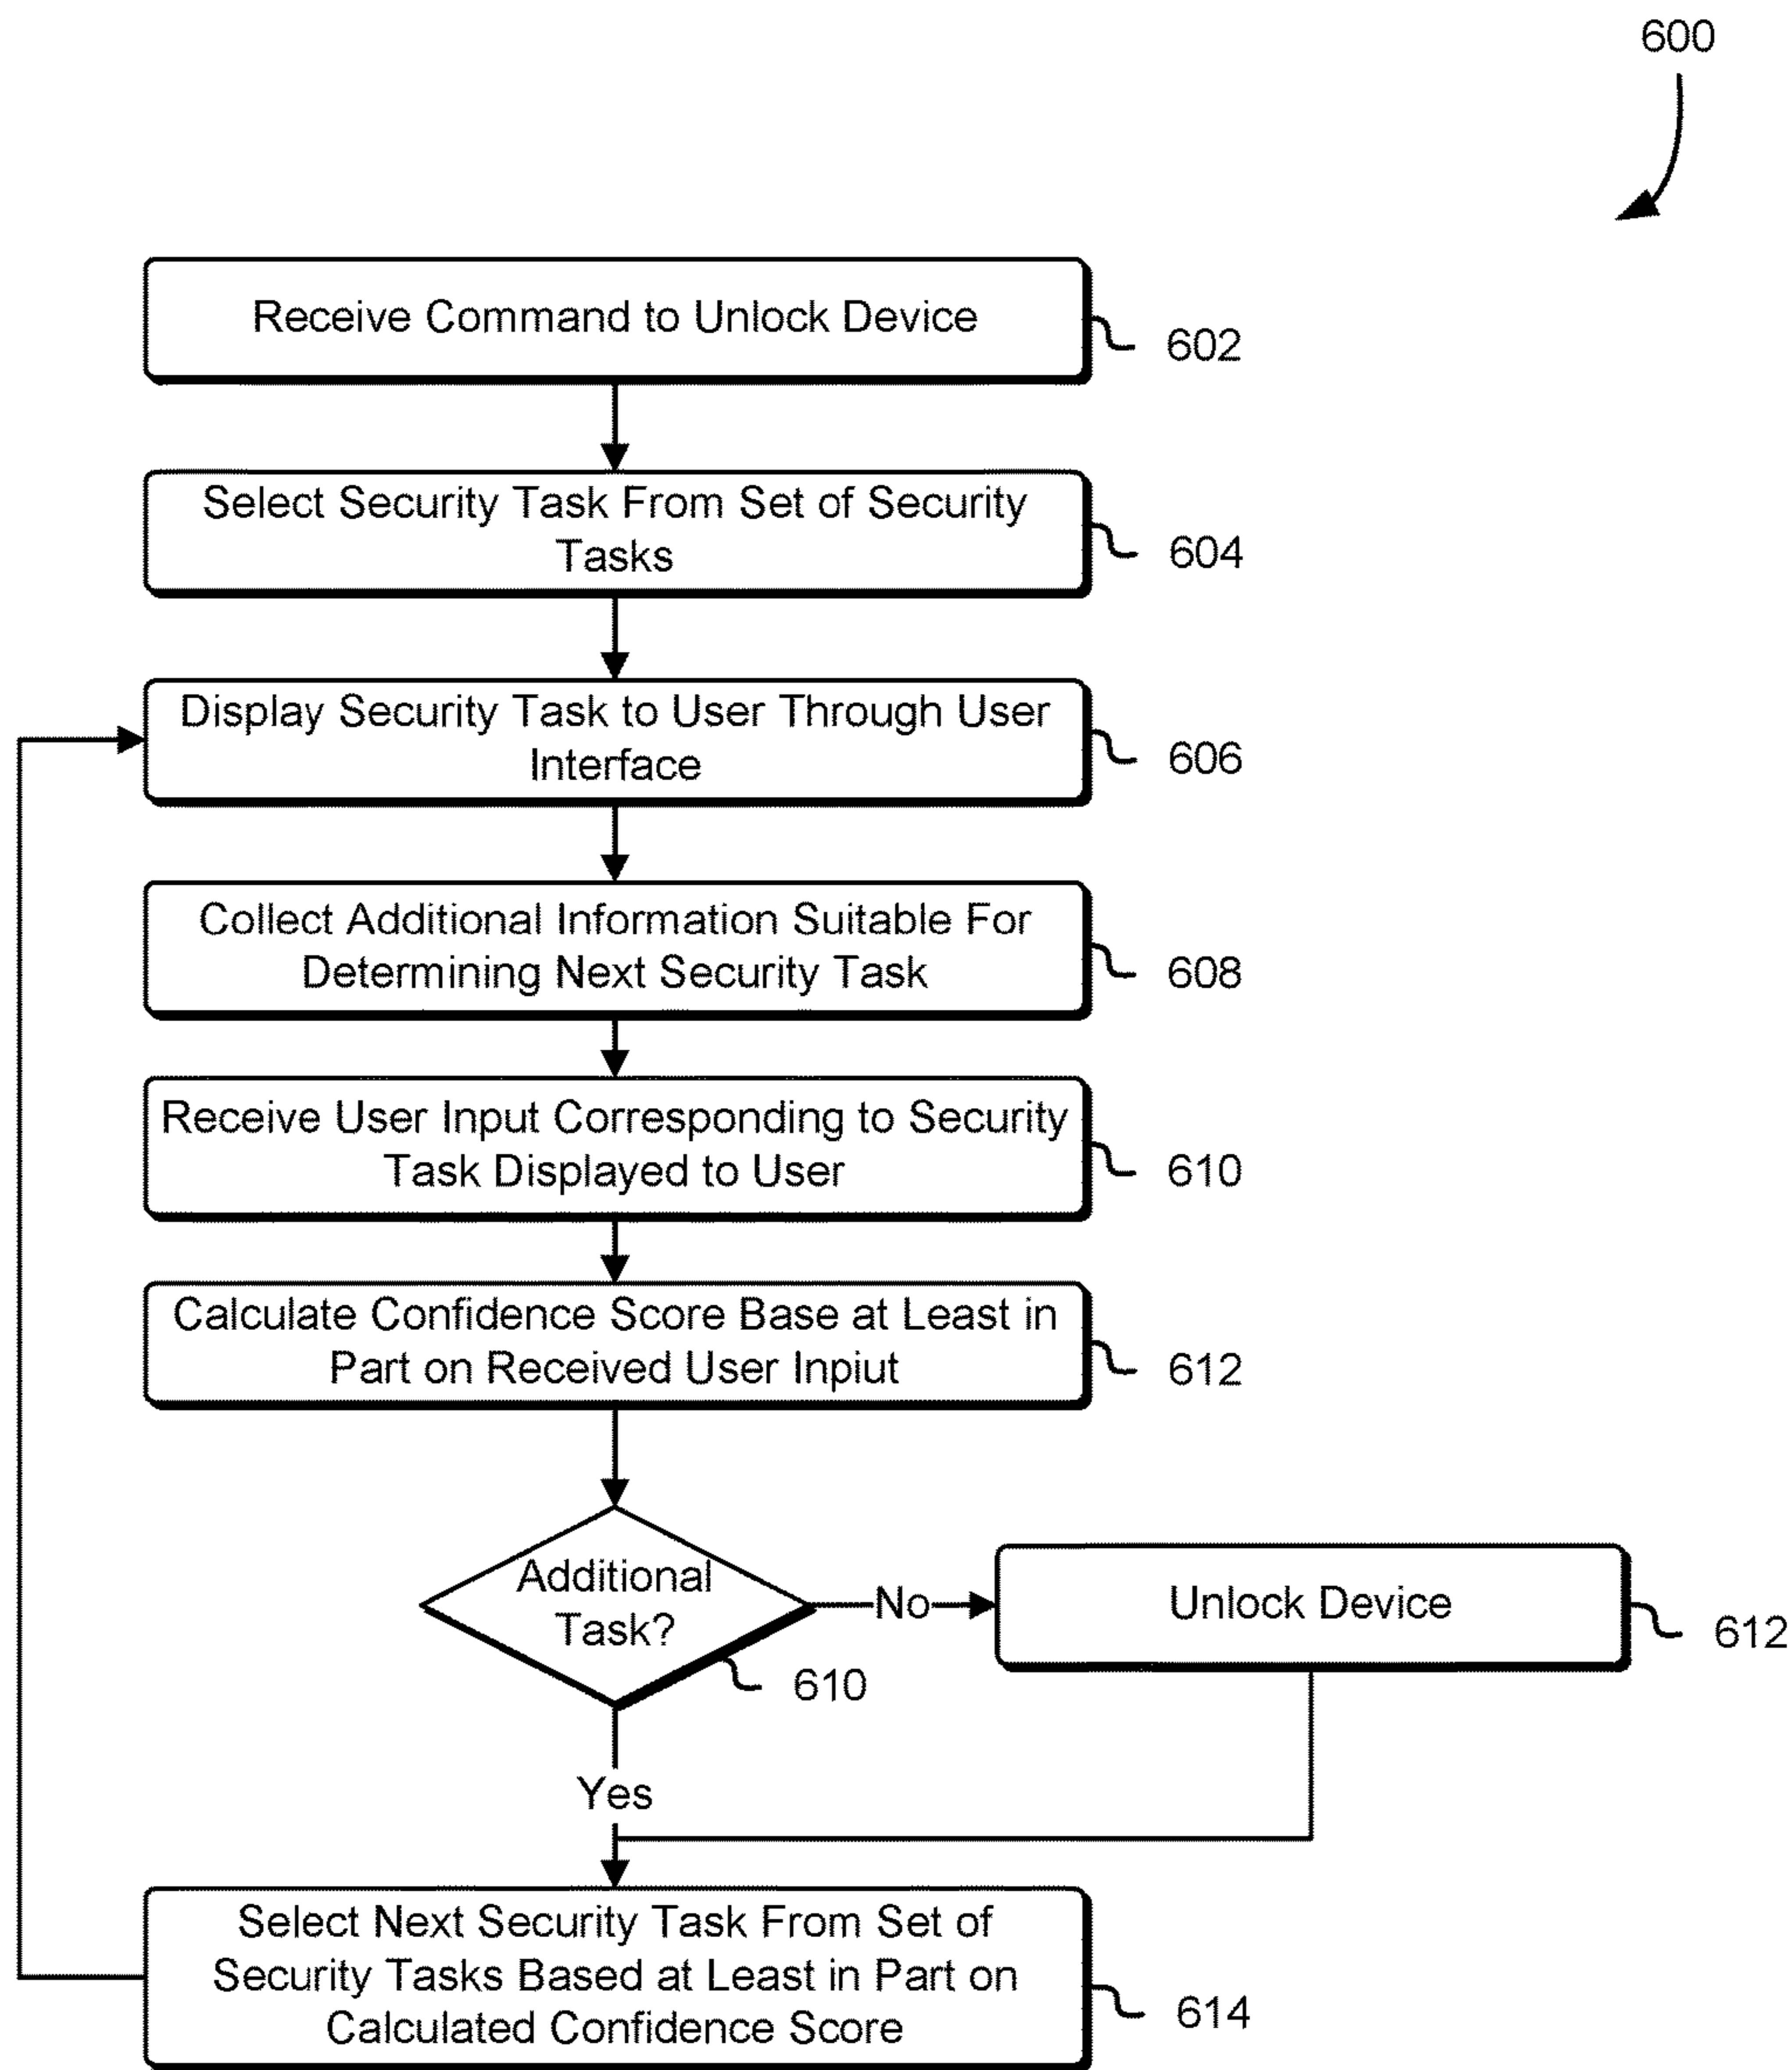 600
Receive Command to Unlock Device
602
Select Security Task From Set of Security
Tasks
604
Display Security Task to User Through User
Interface
606
Collect Additional Information Suitable For
Determining Next Security Task
608
Receive User Input Corresponding to Security
Task Displayed to User
610
Calculate Confidence Score Base at Least in
Part on Received User Inpiut
612
Additional
Task?
610
No
Unlock Device
612
Yes
Select Next Security Task From Set of
Security Tasks Based at Least in Part on
Calculated Confidence Score
614